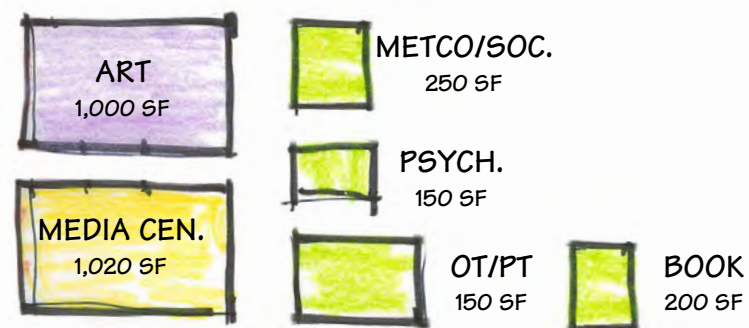 ART
1,000 SF
METCO/SOC.
250 SF
PSYCH.
150 SF
MEDIA CEN.
1,020 SF
OT/PT
150 SF
BOOK
200 SF